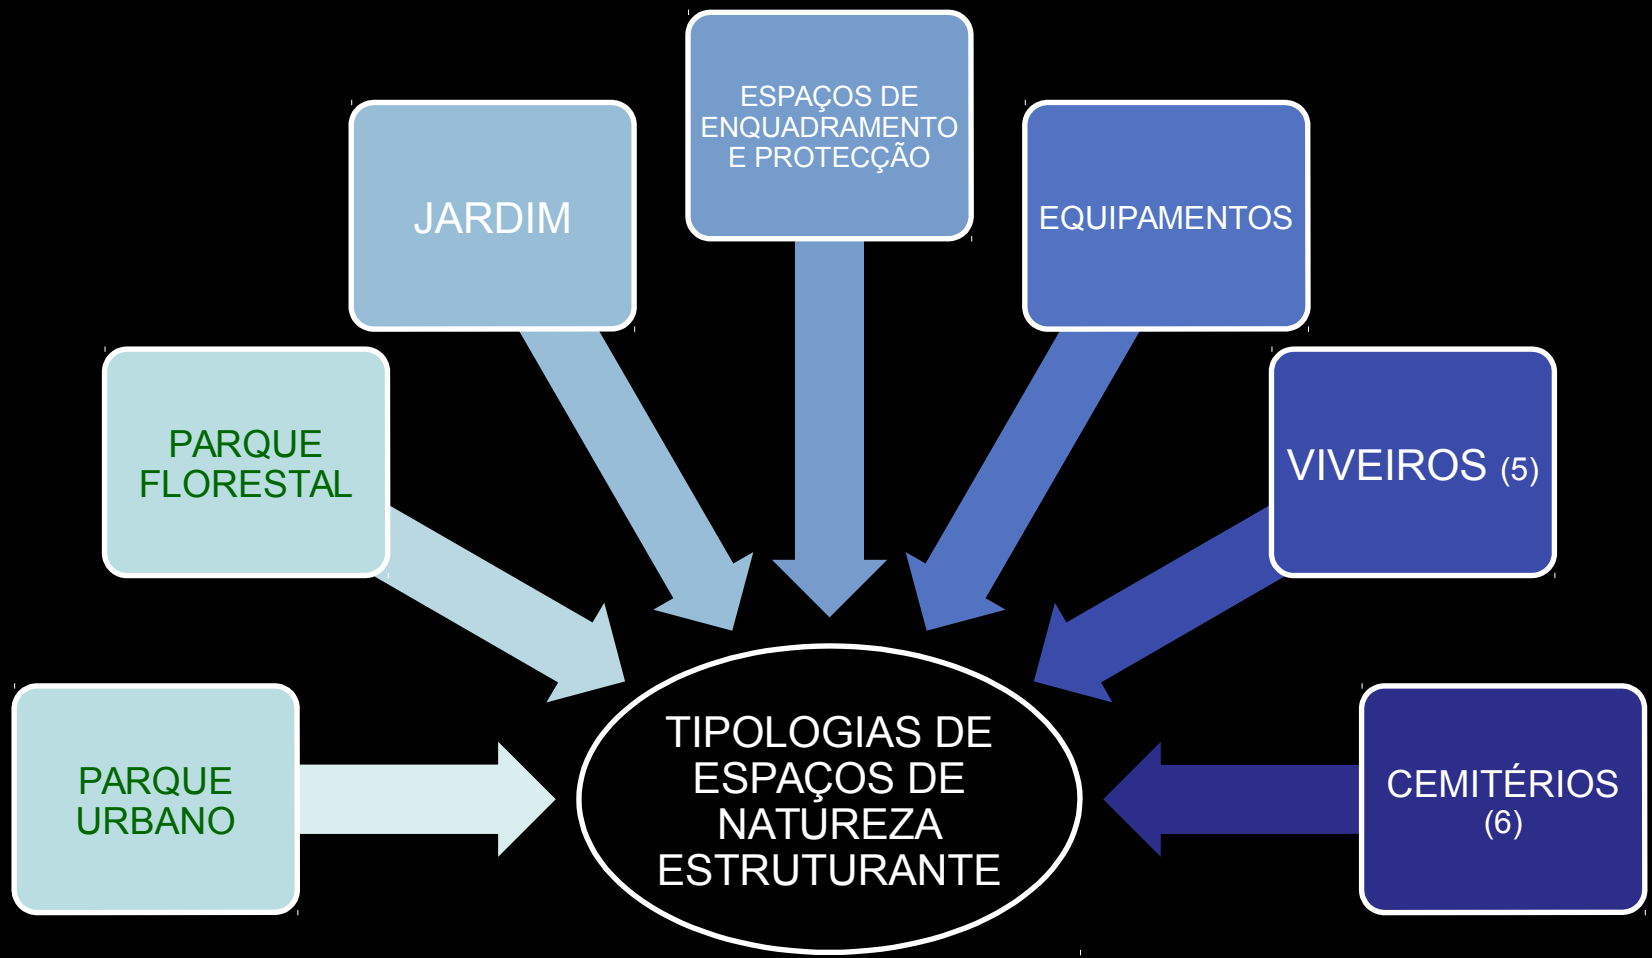 ESPAÇOS DE
ENQUADRAMENTO
E PROTECÇÃO
JARDIM
EQUIPAMENTOS
PARQUE
FLORESTAL
VIVEIROS (5)
PARQUE
URBANO
TIPOLOGIAS DE
ESPAÇOS DE
NATUREZA
ESTRUTURANTE
CEMITÉRIOS
(6)